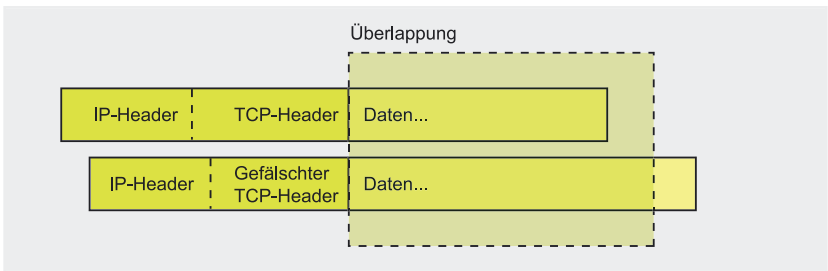 Überlappung
IP-Header TCP-Header Daten...
IP-Header Gefälschter TCP-Header Daten...